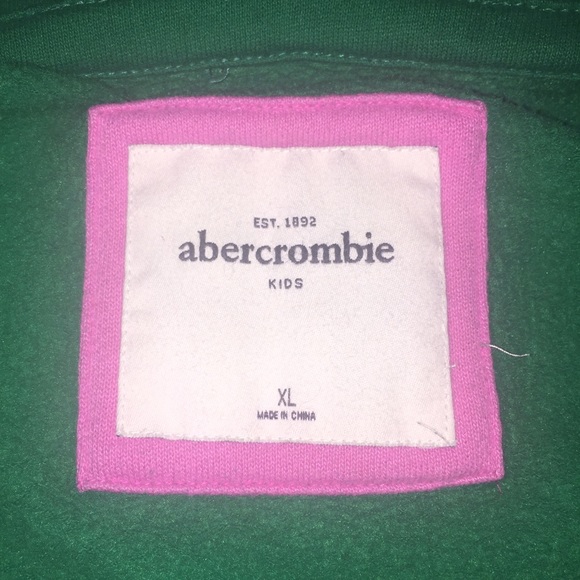 EST. 1892
abercrombie
KIDS
XL
MADE IN CHINA